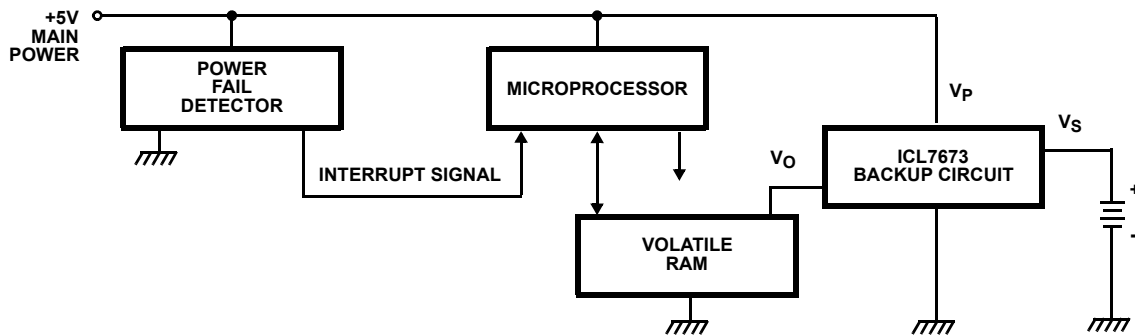 +5V
MAIN
POWER
POWER
FAIL
DETECTOR
MICROPROCESSOR
INTERRUPT SIGNAL
VOLATILE
RAM
VO
VP
VS
ICL7673
BACKUP CIRCUIT
+
-